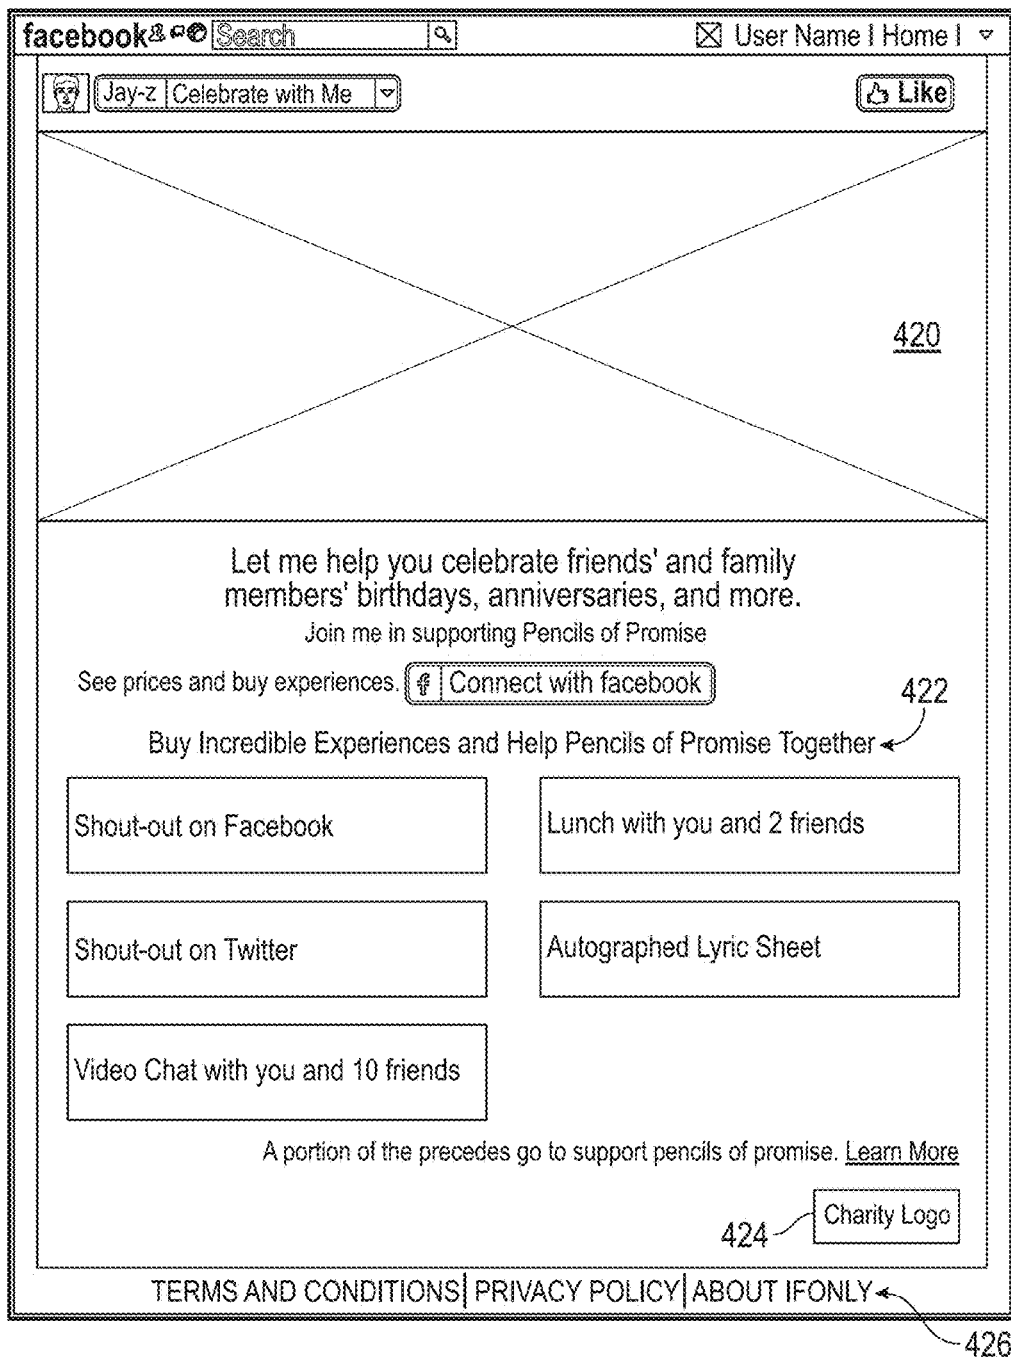 facebook Search User Name | Home |
Jay-z Celebrate with Me Like
420
Let me help you celebrate friends' and family
members' birthdays, anniversaries, and more.
Join me in supporting Pencils of Promise
See prices and buy experiences. f Connect with facebook
422
Buy Incredible Experiences and Help Pencils of Promise Together
Shout-out on Facebook
Lunch with you and 2 friends
Shout-out on Twitter
Autographed Lyric Sheet
Video Chat with you and 10 friends
A portion of the precedes go to support pencils of promise. Learn More
Charity Logo
424
TERMS AND CONDITIONS| PRIVACY POLICY| ABOUT IFONLY
426